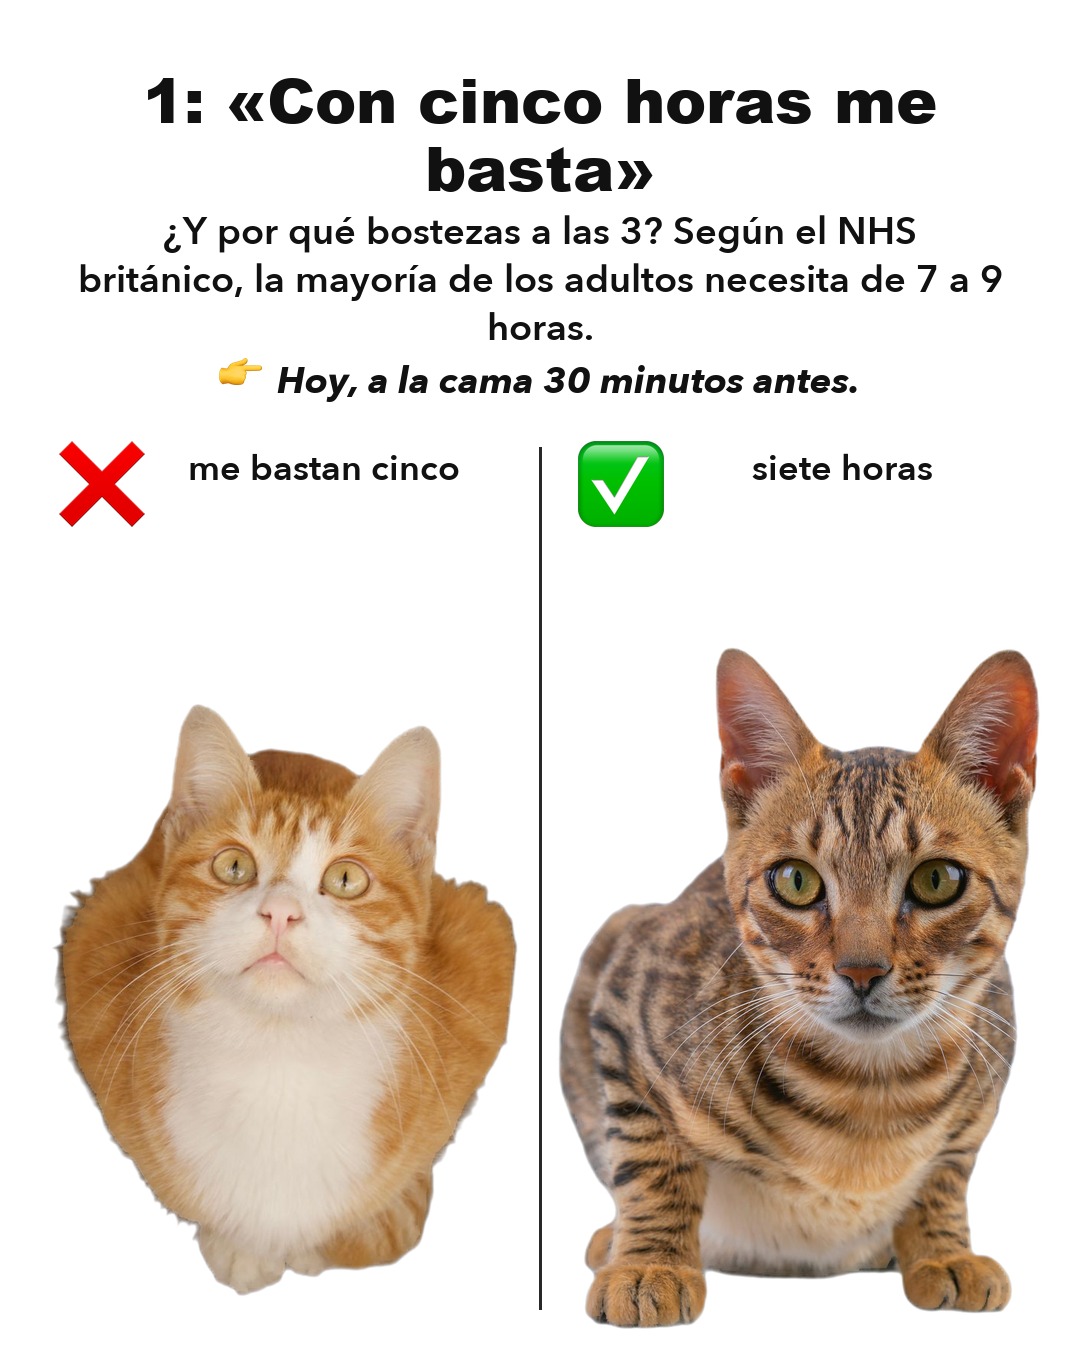 1: «Con cinco horas me
basta»
¿Y por qué bostezas a las 3? Según el NHS
británico, la mayoría de los adultos necesita de 7 a 9
horas.
👉 Hoy, a la cama 30 minutos antes.
❌ me bastan cinco
✅ siete horas